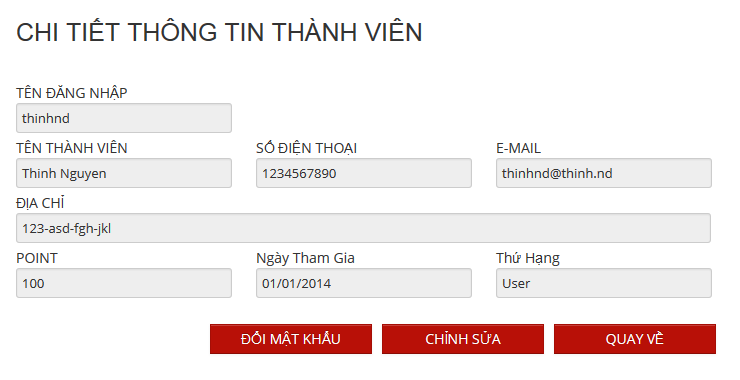 CHI TIẾT THÔNG TIN THÀNH VIÊN
TÊN ĐĂNG NHẬP
thinhnd
TÊN THÀNH VIÊN SỐ ĐIỆN THOẠI E-MAIL
Thinh Nguyen 1234567890 thinhnd@thinh.nd
ĐỊA CHỈ
123-asd-fgh-jkl
POINT Ngày Tham Gia Thứ Hạng
100 01/01/2014 User
ĐỔI MẬT KHẨU CHỈNH SỬA QUAY VỀ